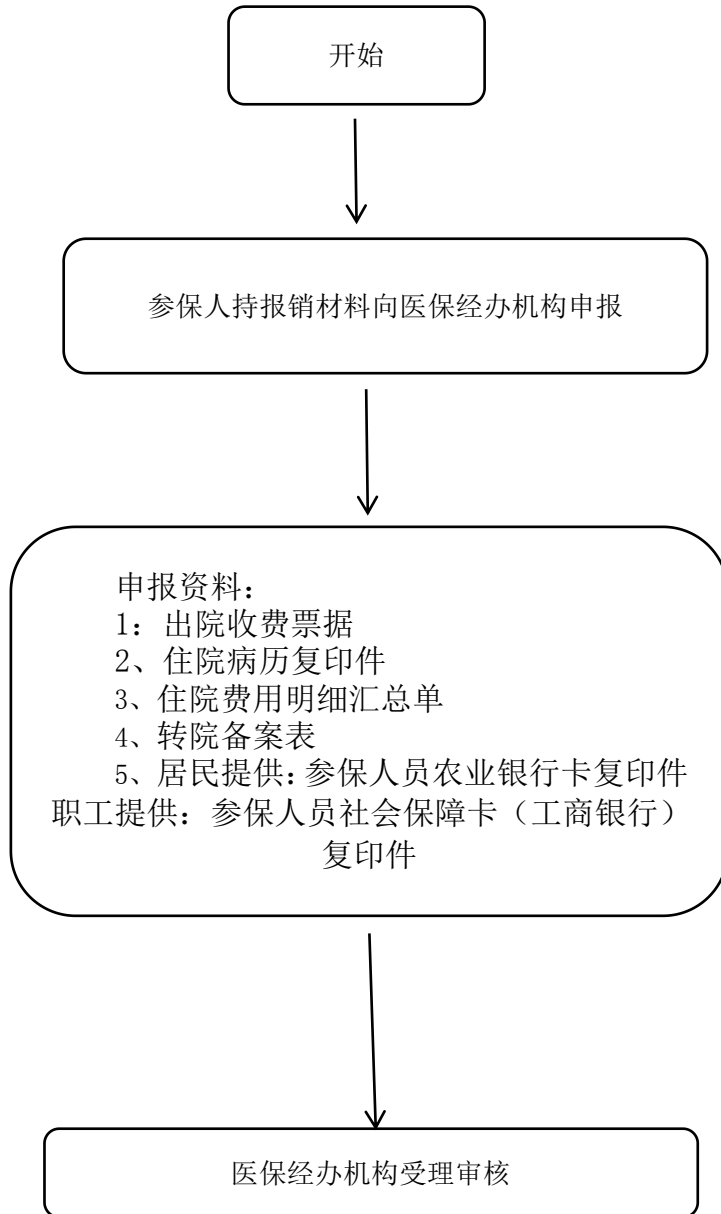 开始
参保人持报销材料向医保经办机构申报
申报资料：
1：出院收费票据
2、住院病历复印件
3、住院费用明细汇总单
4、转院备案表
5、居民提供：参保人员农业银行卡复印件
职工提供：参保人员社会保障卡（工商银行）
复印件
医保经办机构受理审核